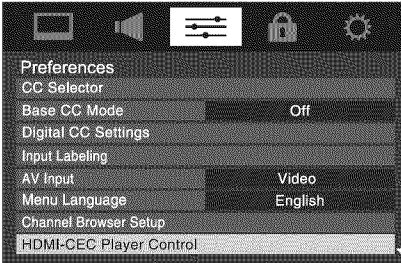 Preferences
CC Selector
Base CC Mode Off
Digital CC Settings
Input Labeling
AV Input Video
Menu Language English
Channel Browser Setup
HDMI-CEC Player Control